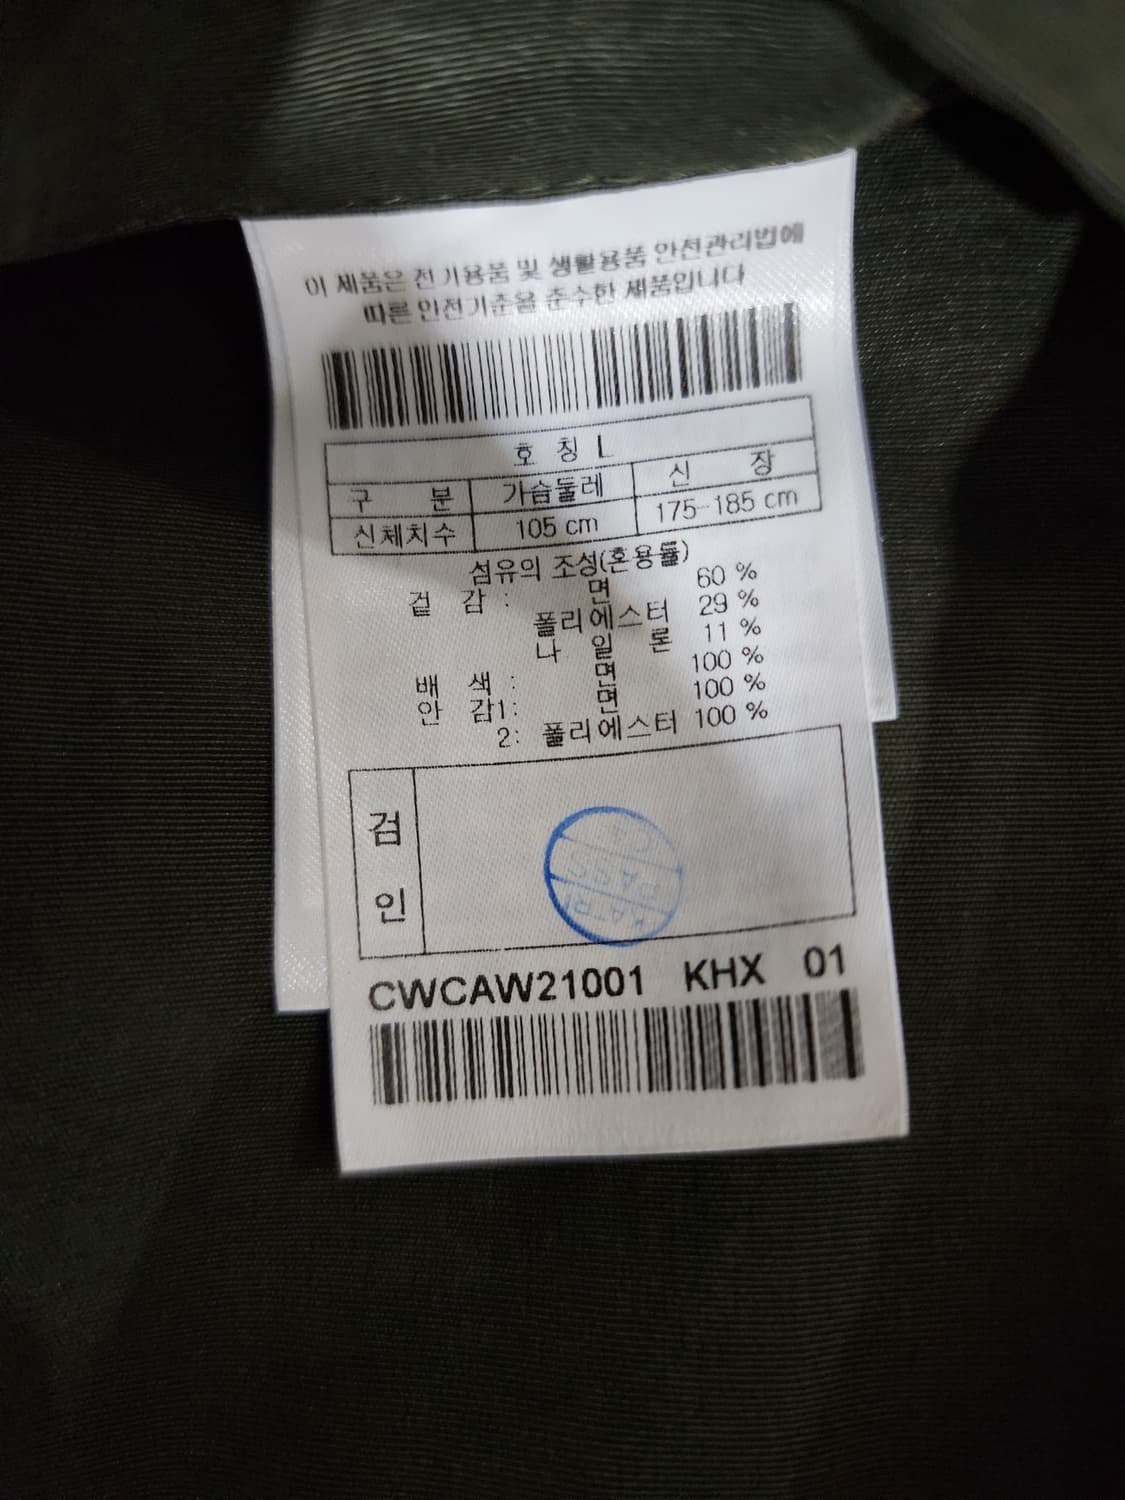 이 제품은 전기용품 및 생활용품 안전관리법에
따른 안전기준을 준수한 제품입니다
호 칭 L
구 분 가슴둘레 신 장
신체치수 105 cm 175-185 cm
섬유의 조성(혼용률)
겉 감 : 면 60 %
폴리에스터 29 %
나 일 론 11 %
배 색 : 면 100 %
안 감1: 면 100 %
2: 폴리에스터 100 %
검
인
KATRI
PASS
CWCAW21001 KHX 01